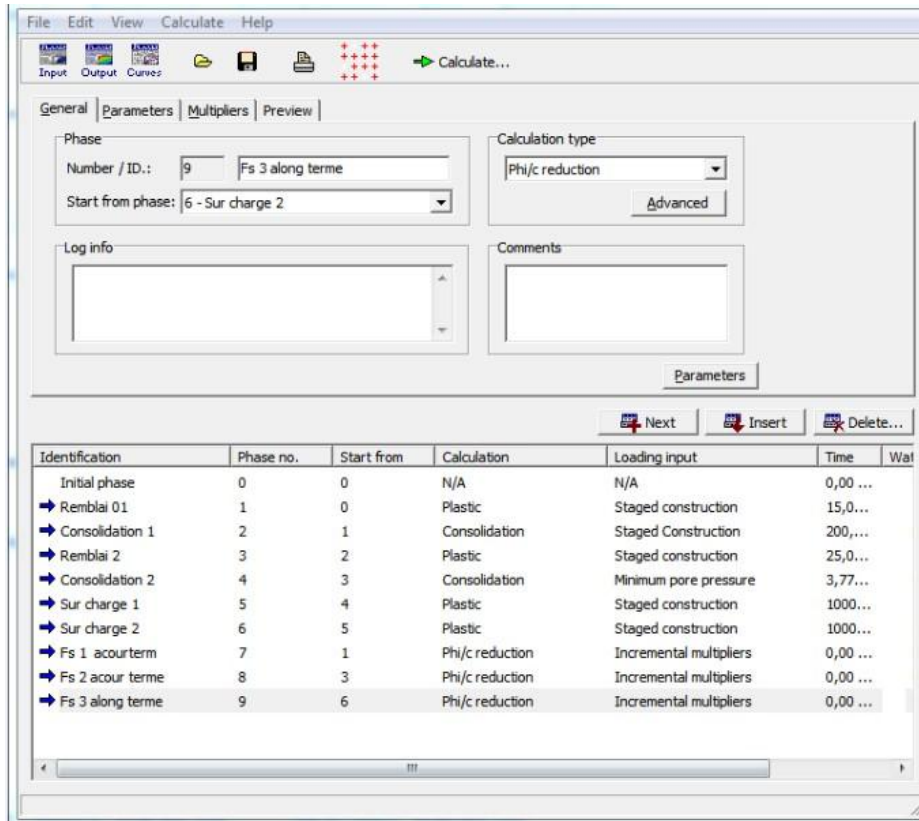 File Edit View Calculate Help
Input Output Curves Calculate...
General Parameters Multipliers Preview
Phase
Number / ID.: 9 Fs 3 along terme
Start from phase: 6 - Sur charge 2
Calculation type
Phi/c reduction
Advanced
Log info
Comments
Parameters
Next Insert Delete...
Identification Phase no. Start from Calculation Loading input Time Wat
Initial phase 0 0 N/A N/A 0,00 ...
Remblai 01 1 0 Plastic Staged construction 15,0...
Consolidation 1 2 1 Consolidation Staged Construction 200,...
Remblai 2 3 2 Plastic Staged construction 25,0...
Consolidation 2 4 3 Consolidation Minimum pore pressure 3,77...
Sur charge 1 5 4 Plastic Staged construction 1000...
Sur charge 2 6 5 Plastic Staged construction 1000...
Fs 1 acourterm 7 1 Phi/c reduction Incremental multipliers 0,00 ...
Fs 2 acour terme 8 3 Phi/c reduction Incremental multipliers 0,00 ...
Fs 3 along terme 9 6 Phi/c reduction Incremental multipliers 0,00 ...